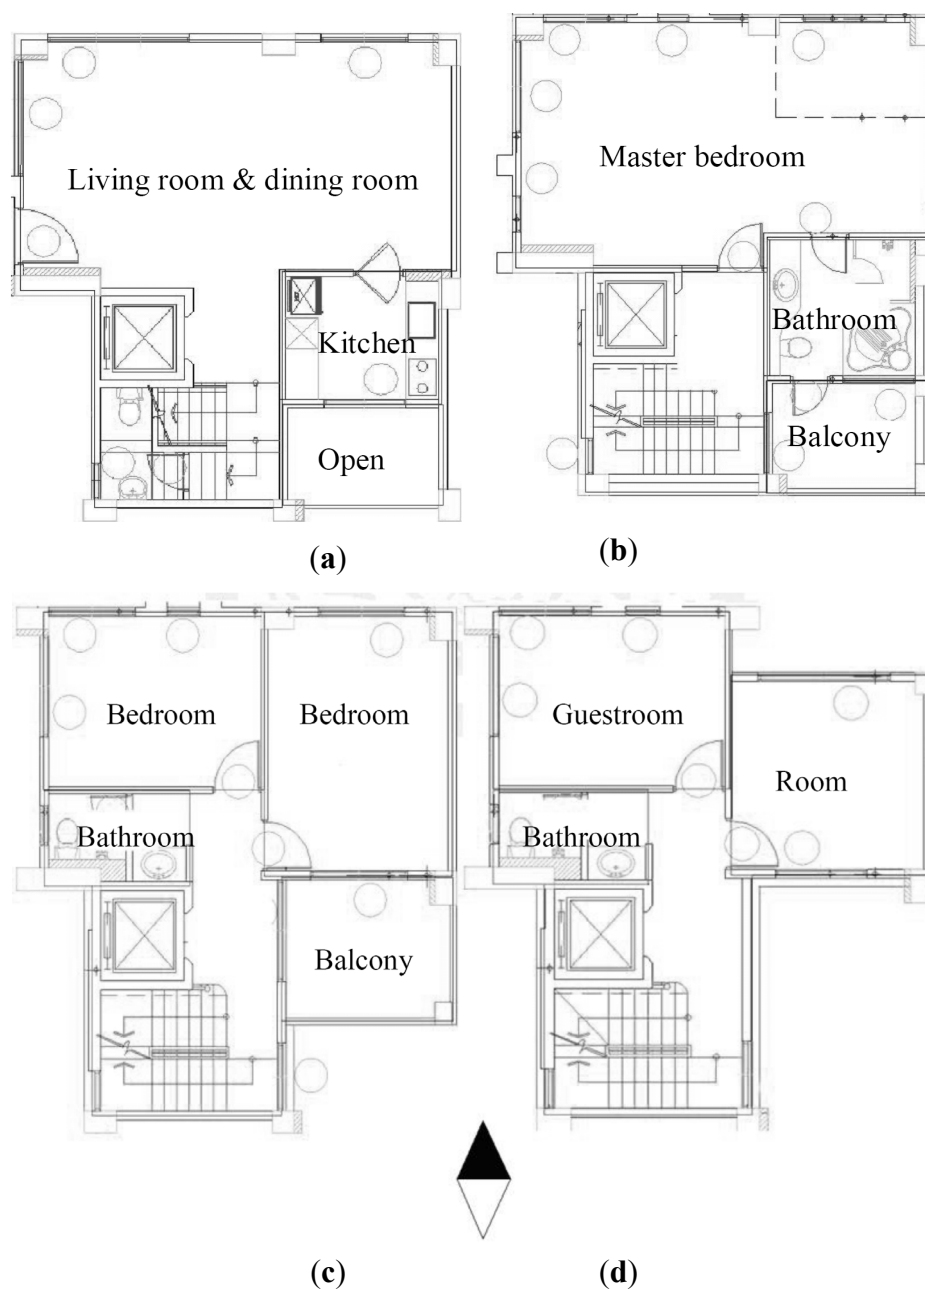 Living room & dining room
Kitchen
Open
(a)
Master bedroom
Bathroom
Balcony
(b)
Bedroom
Bedroom
Bathroom
Balcony
(c)
Guestroom
Room
Bathroom
(d)